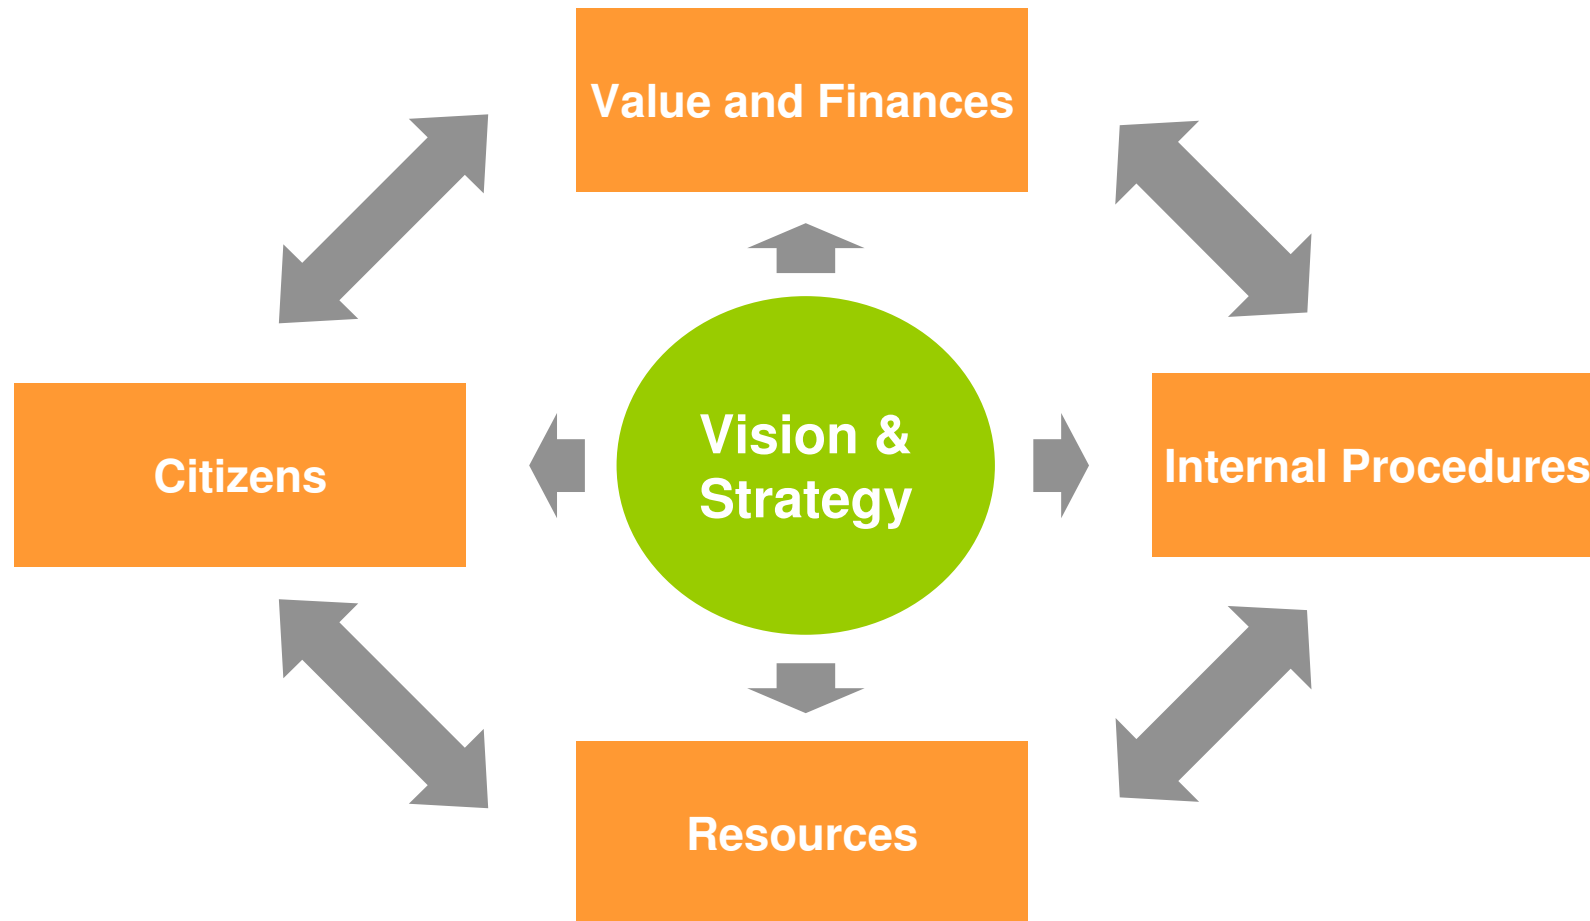 Value and Finances
Citizens
Vision &
Strategy
Internal Procedures
Resources